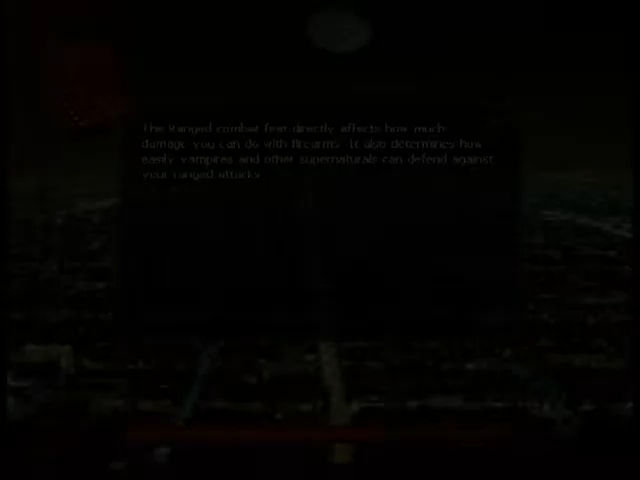 The Ranged combat feat directly affects how much
damage you can do with firearms. It also determines how
easily vampires and other supernaturals can defend against
your ranged attacks.